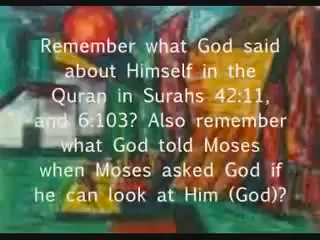 Remember what God said
about Himself in the
Quran in Surahs 42:11,
and 6:103? Also remember
what God told Moses
when Moses asked God if
he can look at Him (God)?